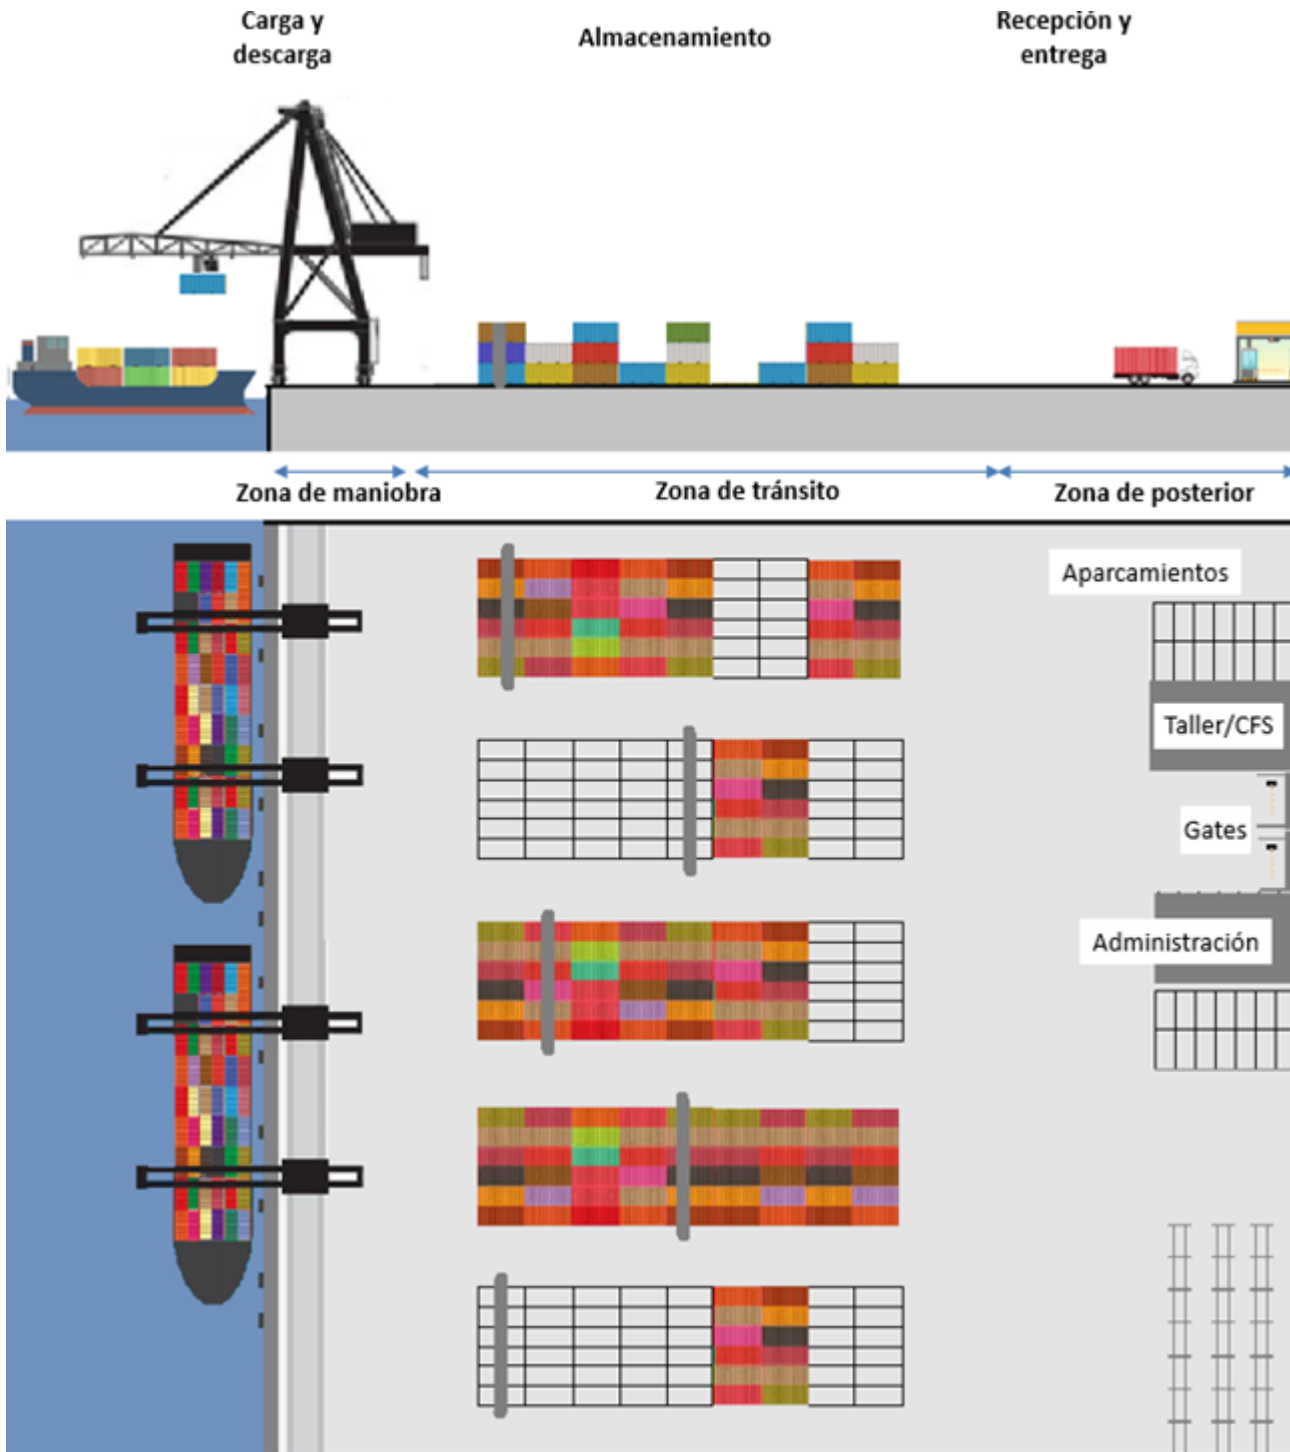 Carga y
descarga
Almacenamiento
Recepción y
entrega
Zona de maniobra
Zona de tránsito
Zona de posterior
Aparcamientos
Taller/CFS
Gates
Administración